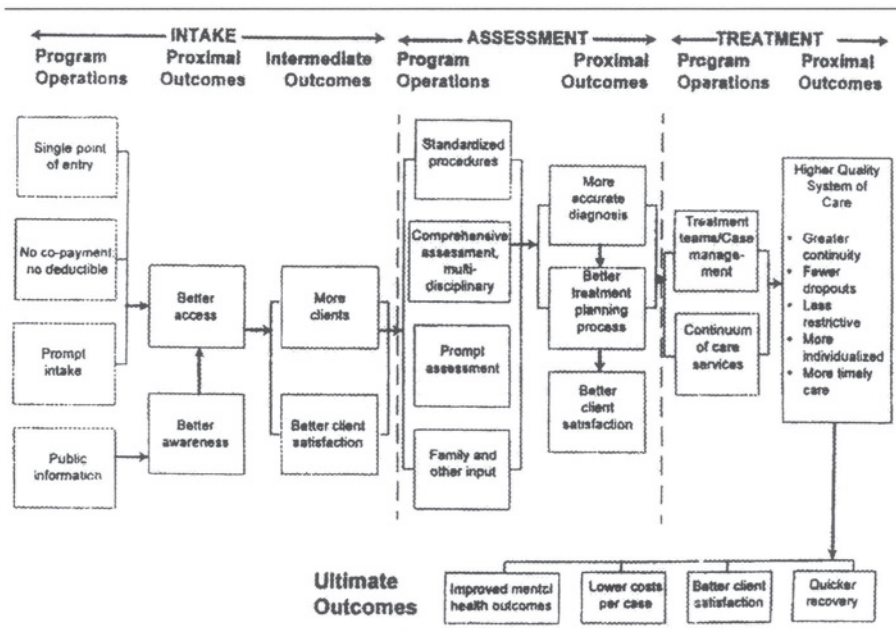 INTAKE
Program
Operations
Proximal
Outcomes
Intermediate
Outcomes
Single point
of entry
No co-payment
no deductible
Prompt
intake
Public
information
Better
access
Better
awareness
More
clients
Better client
satisfaction
ASSESSMENT
Program
Operations
Proximal
Outcomes
Standardized
procedures
Comprehensive
assessment,
multi-
disciplinary
Prompt
assessment
Family and
other input
More
accurate
diagnosis
Better
treatment
planning
process
Better
client
satisfaction
TREATMENT
Program
Operations
Proximal
Outcomes
Treatment
teams/Case
manage-
ment
Continuum
of care
services
Higher Quality
System of
Care
• Greater
continuity
• Fewer
dropouts
• Less
restrictive
• More
individualized
• More timely
care
Ultimate
Outcomes
Improved mental
health outcomes
Lower costs
per case
Better client
satisfaction
Quicker
recovery